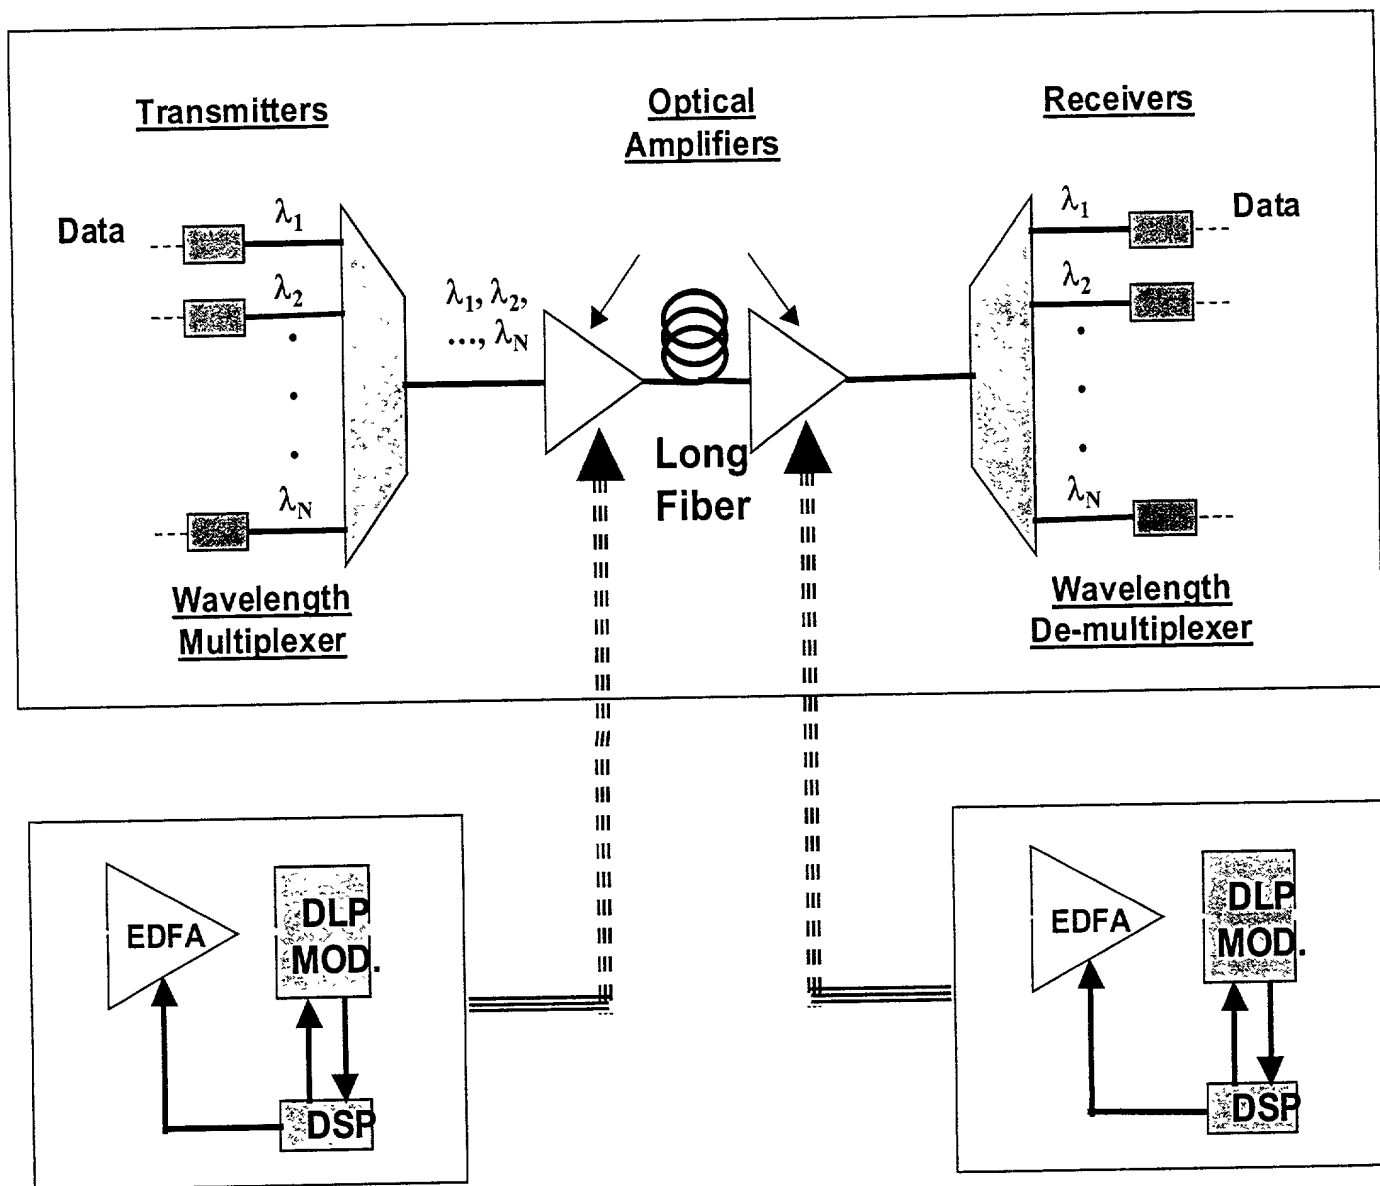 Transmitters
Optical
Amplifiers
Receivers
Data
λ1
λ2
λN
λ1, λ2,
..., λN
Long
Fiber
λ1
λ2
λN
Data
Wavelength
Multiplexer
Wavelength
De-multiplexer
EDFA
DLP
MOD.
DSP
EDFA
DLP
MOD.
DSP